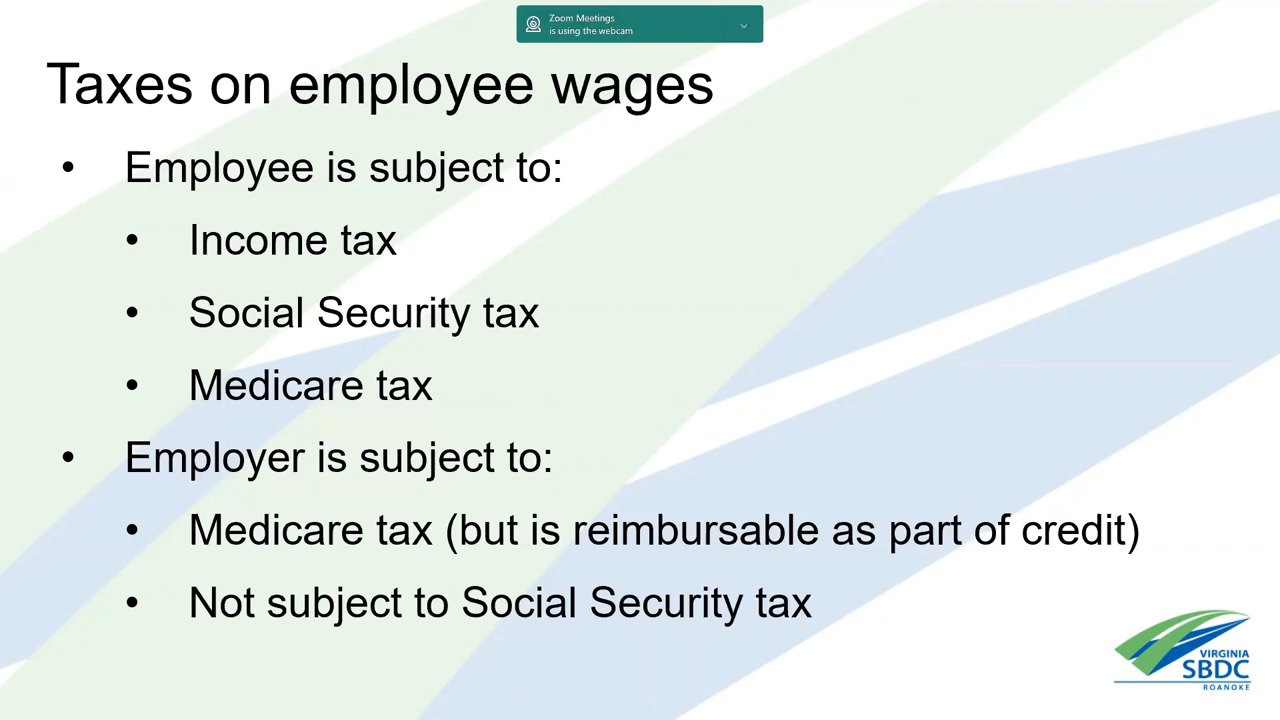 Zoom Meetings
is using the webcam
Taxes on employee wages
• Employee is subject to:
• Income tax
• Social Security tax
• Medicare tax
• Employer is subject to:
• Medicare tax (but is reimbursable as part of credit)
• Not subject to Social Security tax
VIRGINIA
SBDC
ROANOKE